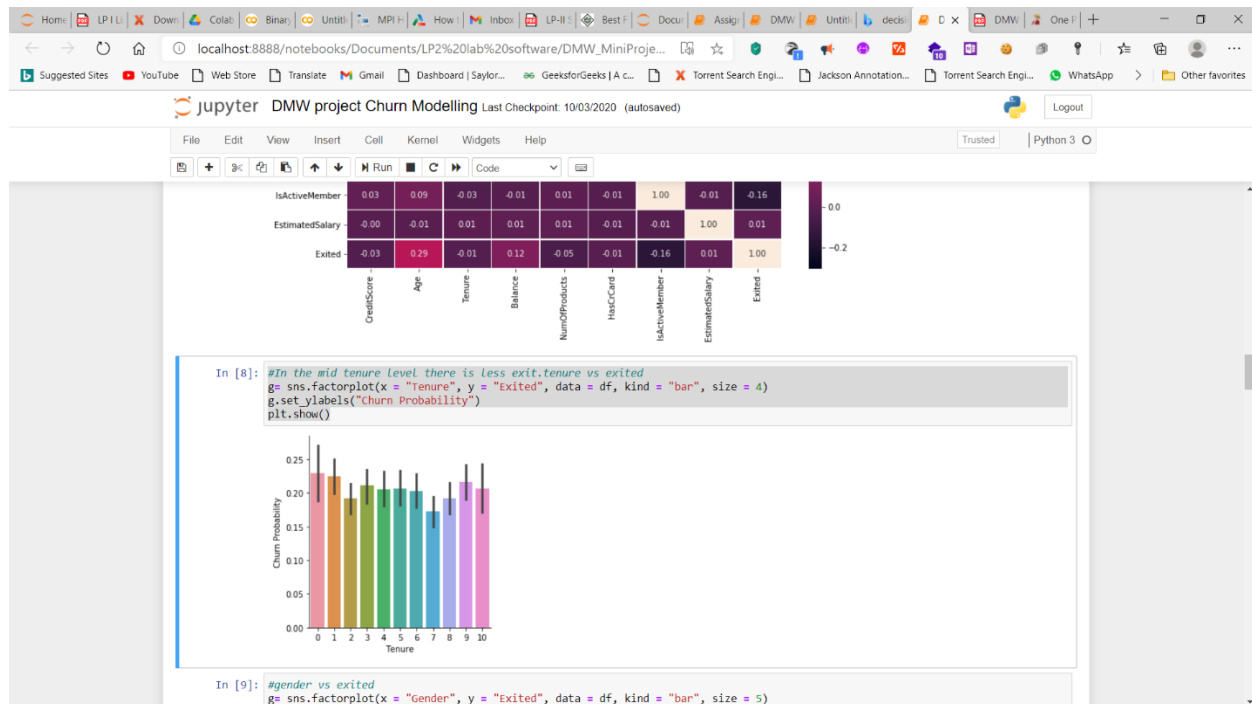 Home LP I Li Down Colab Binary Untitl MPI H How t Inbox LP-II S Best F Docu Assig DMW Untitl decisi D DMW One P
localhost:8888/notebooks/Documents/LP2%20lab%20software/DMW_MiniProje...
Suggested Sites YouTube Web Store Translate Gmail Dashboard | Saylor... GeeksforGeeks | A c... Torrent Search Engi... Jackson Annotation... Torrent Search Engi... WhatsApp Other favorites
jupyter DMW project Churn Modelling Last Checkpoint: 10/03/2020 (autosaved) Logout
File Edit View Insert Cell Kernel Widgets Help Trusted Python 3
Run Code
IsActiveMember 0.03 0.09 -0.03 -0.01 0.01 -0.01 1.00 -0.01 -0.16
- 0.0
EstimatedSalary -0.00 -0.01 0.01 0.01 0.01 -0.01 -0.01 1.00 0.01
Exited -0.03 0.29 -0.01 0.12 -0.05 -0.01 -0.16 0.01 1.00
- -0.2
CreditScore Age Tenure Balance NumOfProducts HasCrCard IsActiveMember EstimatedSalary Exited
In [8]: #In the mid tenure level there is less exit.tenure vs exited
g= sns.factorplot(x = "Tenure", y = "Exited", data = df, kind = "bar", size = 4)
g.set_ylabels("Churn Probability")
plt.show()
0.25
0.20
0.15
0.10
0.05
0.00
Churn Probability
0 1 2 3 4 5 6 7 8 9 10
Tenure
In [9]: #gender vs exited
g= sns.factorplot(x = "Gender", y = "Exited", data = df, kind = "bar", size = 5)